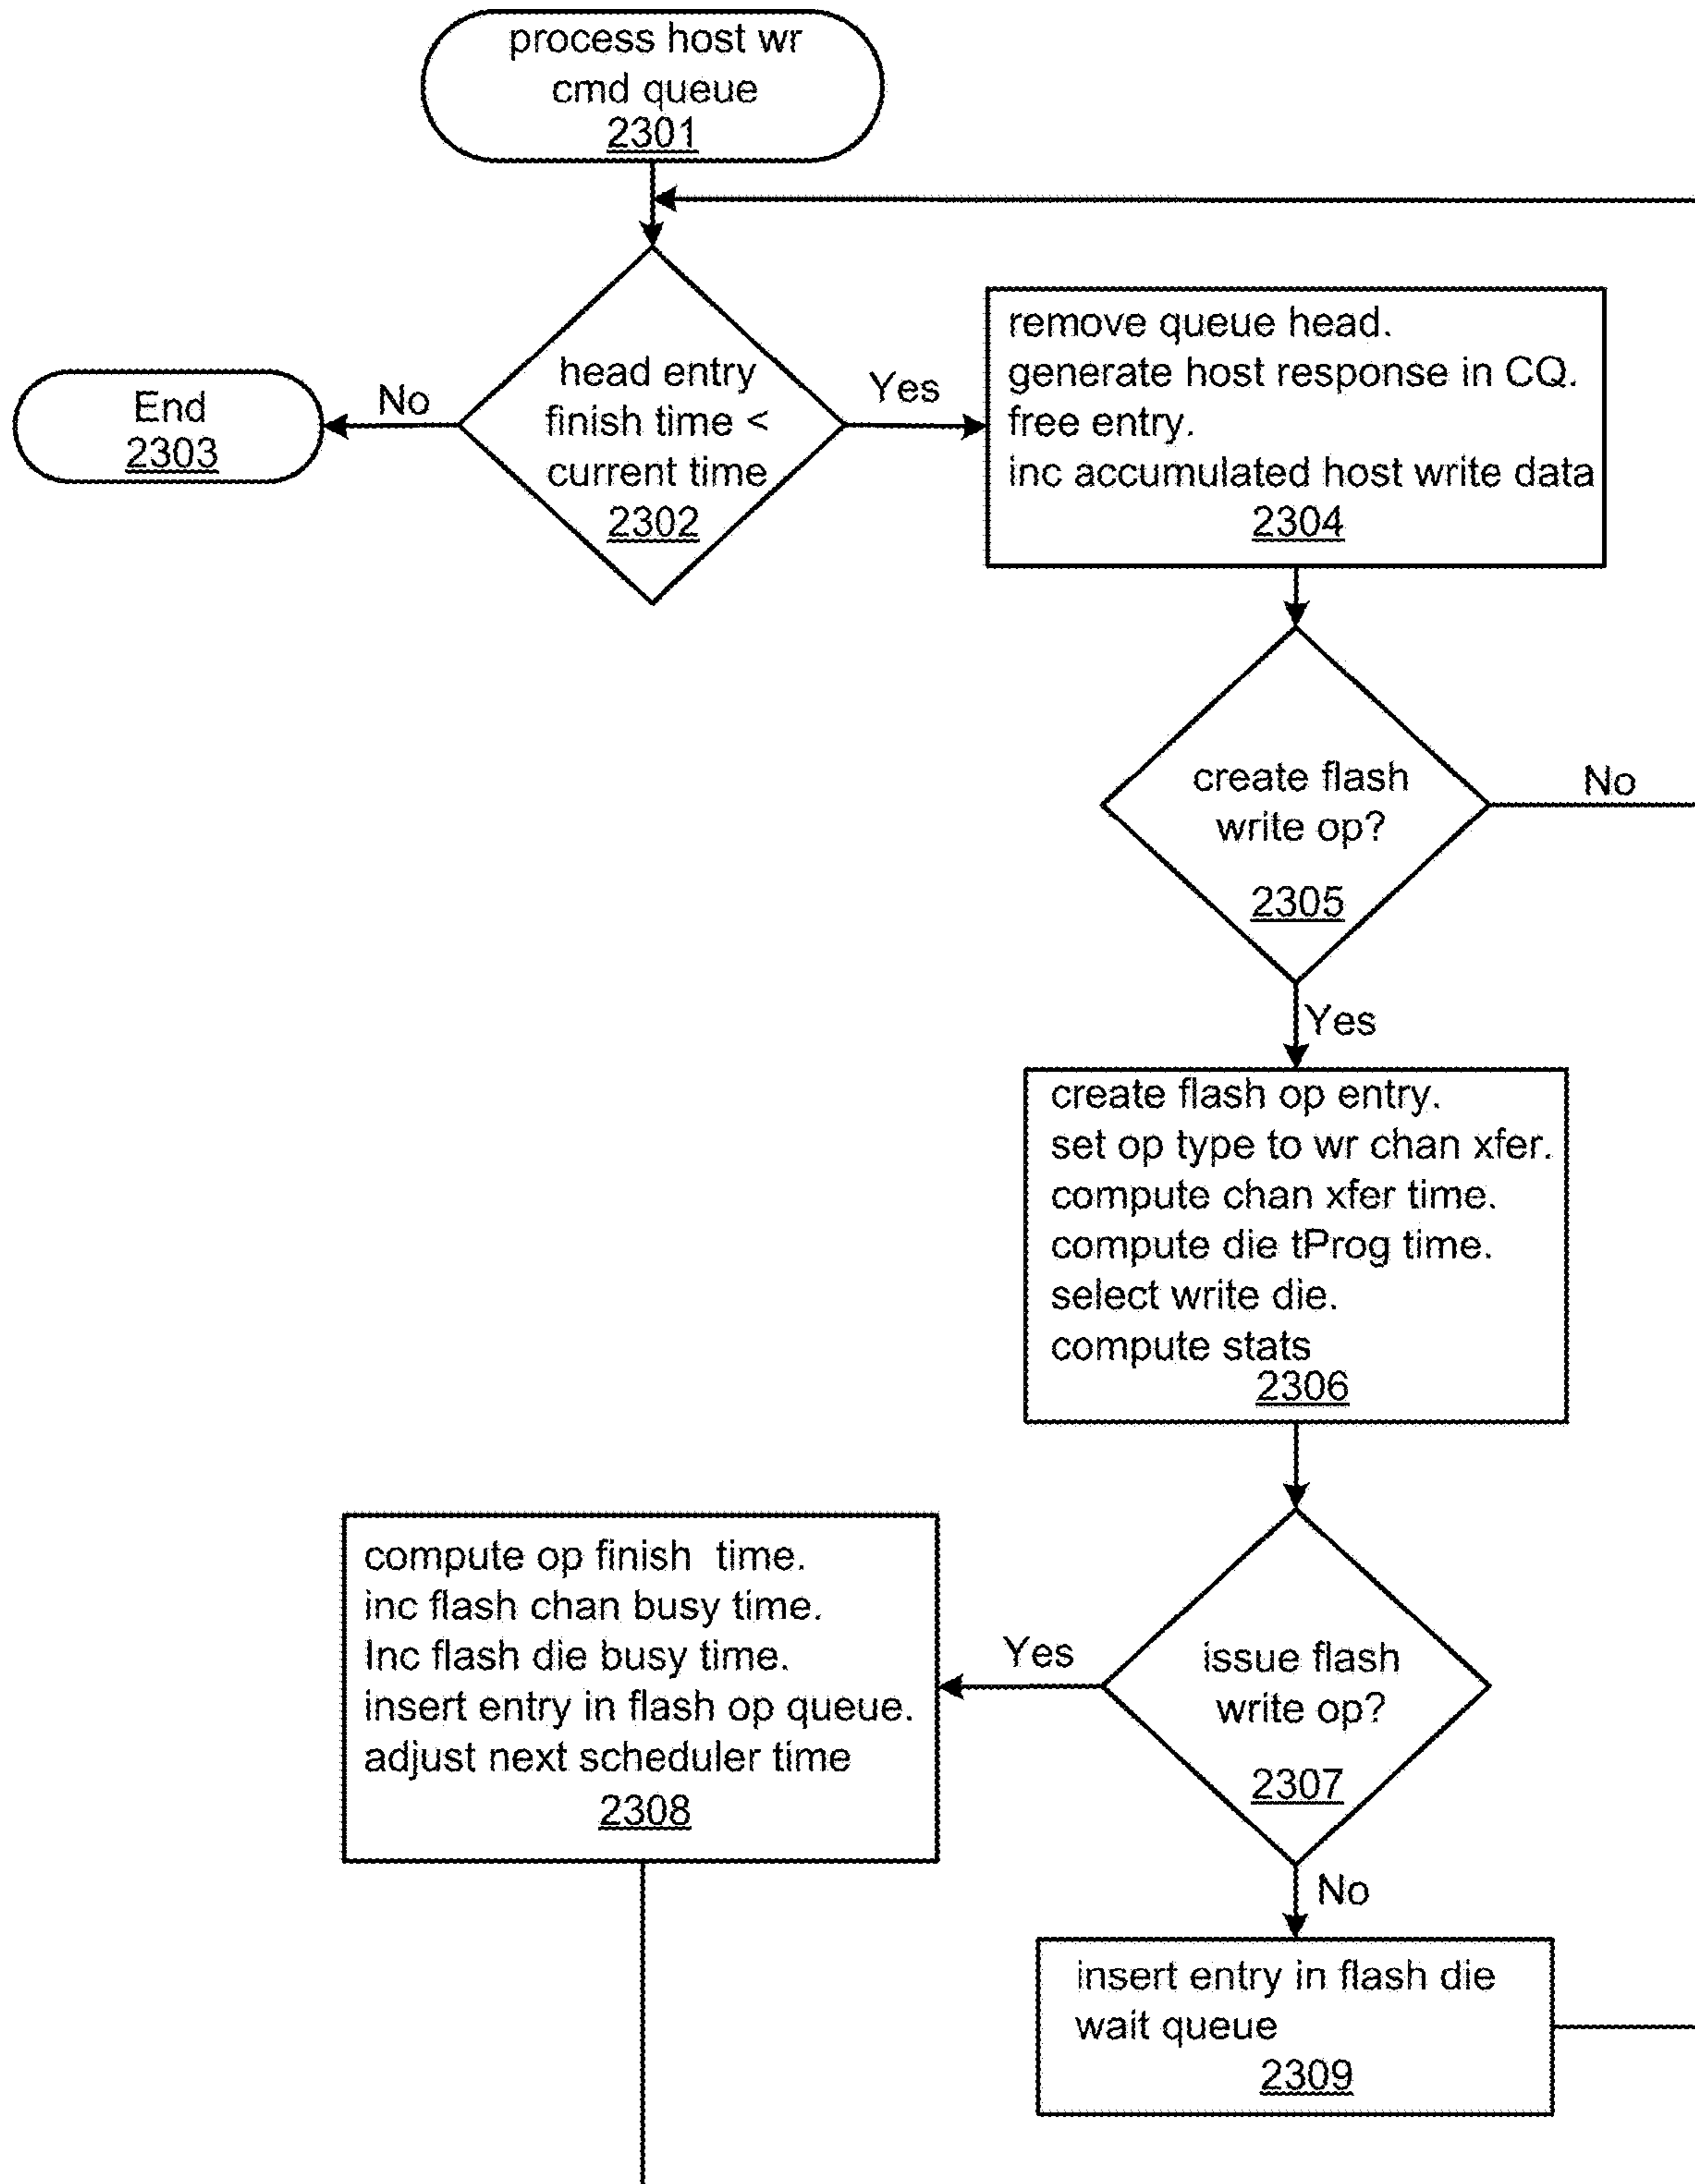 process host wr
cmd queue
2301
head entry
finish time <
current time
2302
No
End
2303
Yes
remove queue head.
generate host response in CQ.
free entry.
inc accumulated host write data
2304
create flash
write op?
2305
No
Yes
create flash op entry.
set op type to wr chan xfer.
compute chan xfer time.
compute die tProg time.
select write die.
compute stats
2306
issue flash
write op?
2307
Yes
compute op finish time.
inc flash chan busy time.
Inc flash die busy time.
insert entry in flash op queue.
adjust next scheduler time
2308
No
insert entry in flash die
wait queue
2309